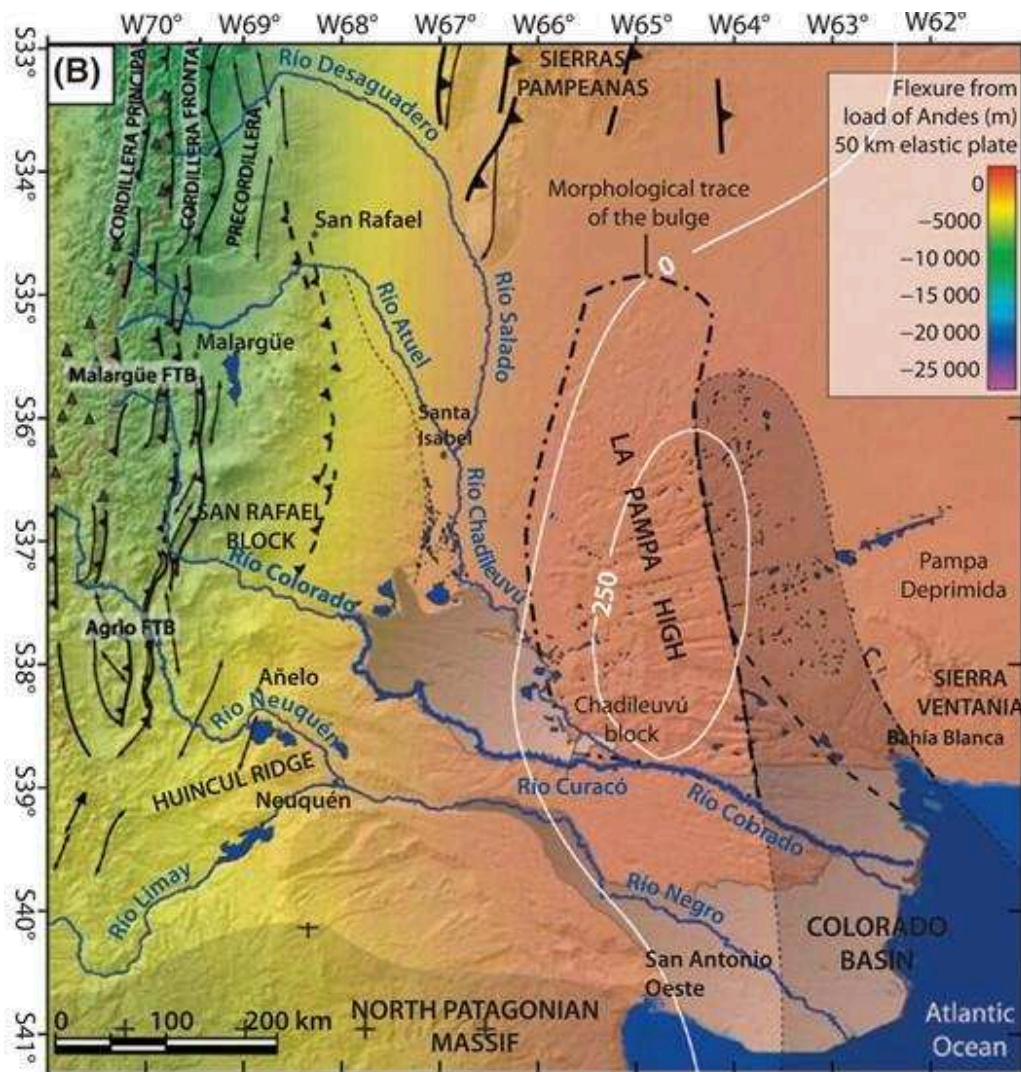 W70° W69° W68° W67° W66° W65° W64° W63° W62°
S33°
S34°
S35°
S36°
S37°
S38°
S39°
S40°
S41°
(B)
CORDILLERA PRINCIPA
CORDILLERA FRONTA
PRECORDILLERA
Río Desaguadero
SIERRAS
PAMPEANAS
Flexure from
load of Andes (m)
50 km elastic plate
0
−5000
−10 000
−15 000
−20 000
−25 000
San Rafael
Morphological trace
of the bulge
0
Río Atuel
Río Salado
Malargüe
Malargüe FTB
Santa
Isabel
LA PAMPA HIGH
250
SAN RAFAEL
BLOCK
Río Chadileuvú
Río Colorado
Pampa
Deprimida
Agrio FTB
Añelo
Río Neuquén
Chadileuvú
block
SIERRA
VENTANIA
Bahía Blanca
HUINCUL RIDGE
Neuquén
Río Curacó
Río Cobrado
Río Limay
Río Negro
COLORADO
BASIN
San Antonio
Oeste
NORTH PATAGONIAN
MASSIF
Atlantic
Ocean
0 100 200 km